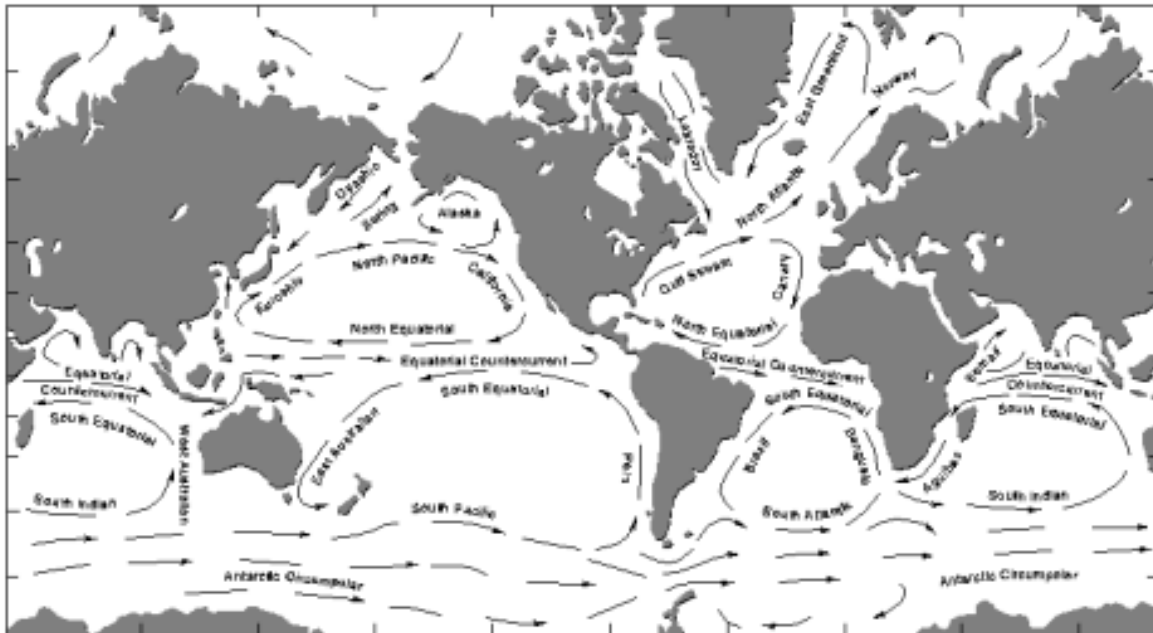 East Greenland
Norway
Labrador
Oyashio
North Atlantic
Bering
Alaska
North Pacific
California
Gulf Stream
Canary
Kuroshio
North Equatorial
North Equatorial
Equatorial Countercurrent
Equatorial Countercurrent
Somali
Equatorial
Countercurrent
Equatorial
Countercurrent
South Equatorial
South Equatorial
South Equatorial
South Equatorial
West Australian
East Australian
Peru
Brazil
Benguela
Agulhas
South Indian
South Pacific
South Atlantic
South Indian
Antarctic Circumpolar
Antarctic Circumpolar